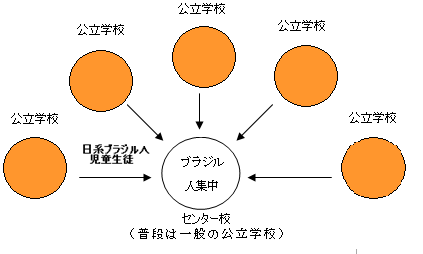 公立学校
公立学校
公立学校
公立学校
公立学校
日系ブラジル人
児童生徒
ブラジル
人集中
センター校
（普段は一般の公立学校）